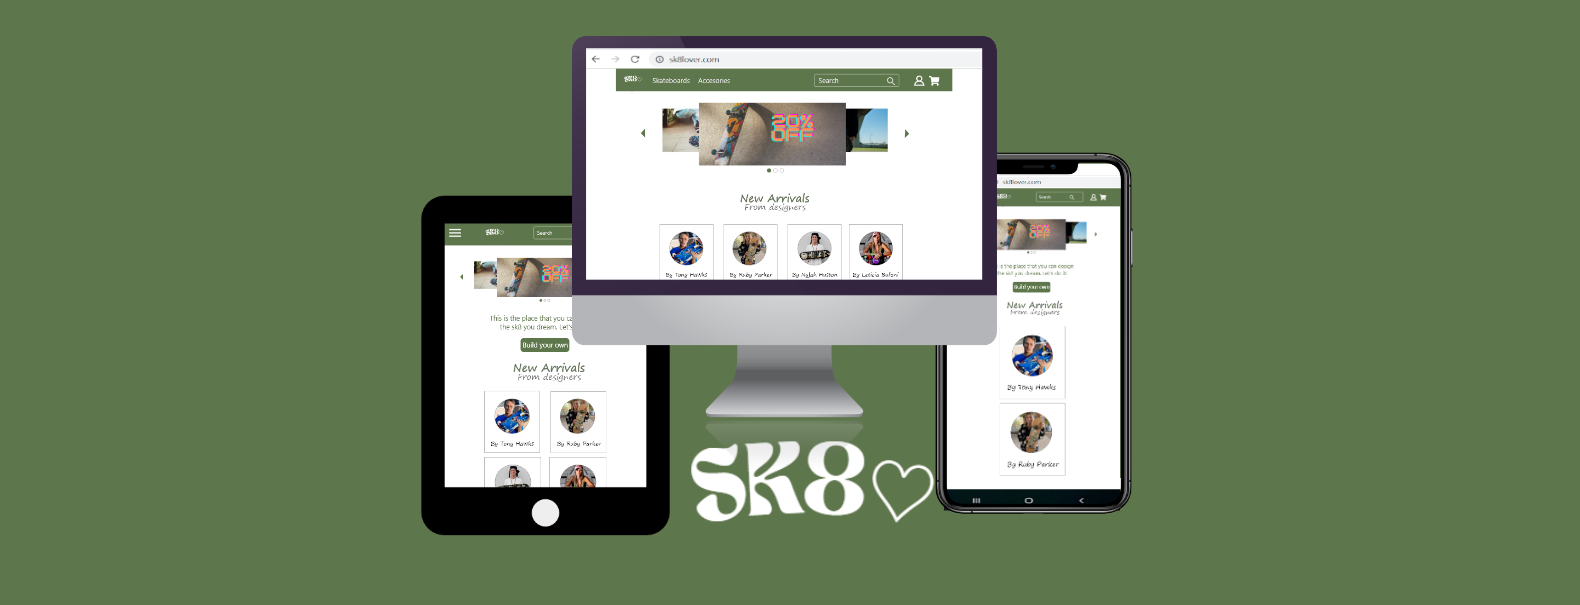 sk8lover.com
SK8
Skateboards Accesories Search
20%
OFF
New Arrivals
From designers
By Tony Hawks By Ruby Parker By Nyjah Huston By Leticia Bufoni
SK8
Search
20%
OFF
This is the place that you ca
the sk8 you dream. Let's
Build your own
New Arrivals
From designers
By Tony Hawks By Ruby Parker
sk8lover.com
SK8
Search
20%
OFF
is the place that you can design
the sk8 you dream. Let's do it!
Build your own
New Arrivals
From designers
By Tony Hawks
By Ruby Parker
SK8